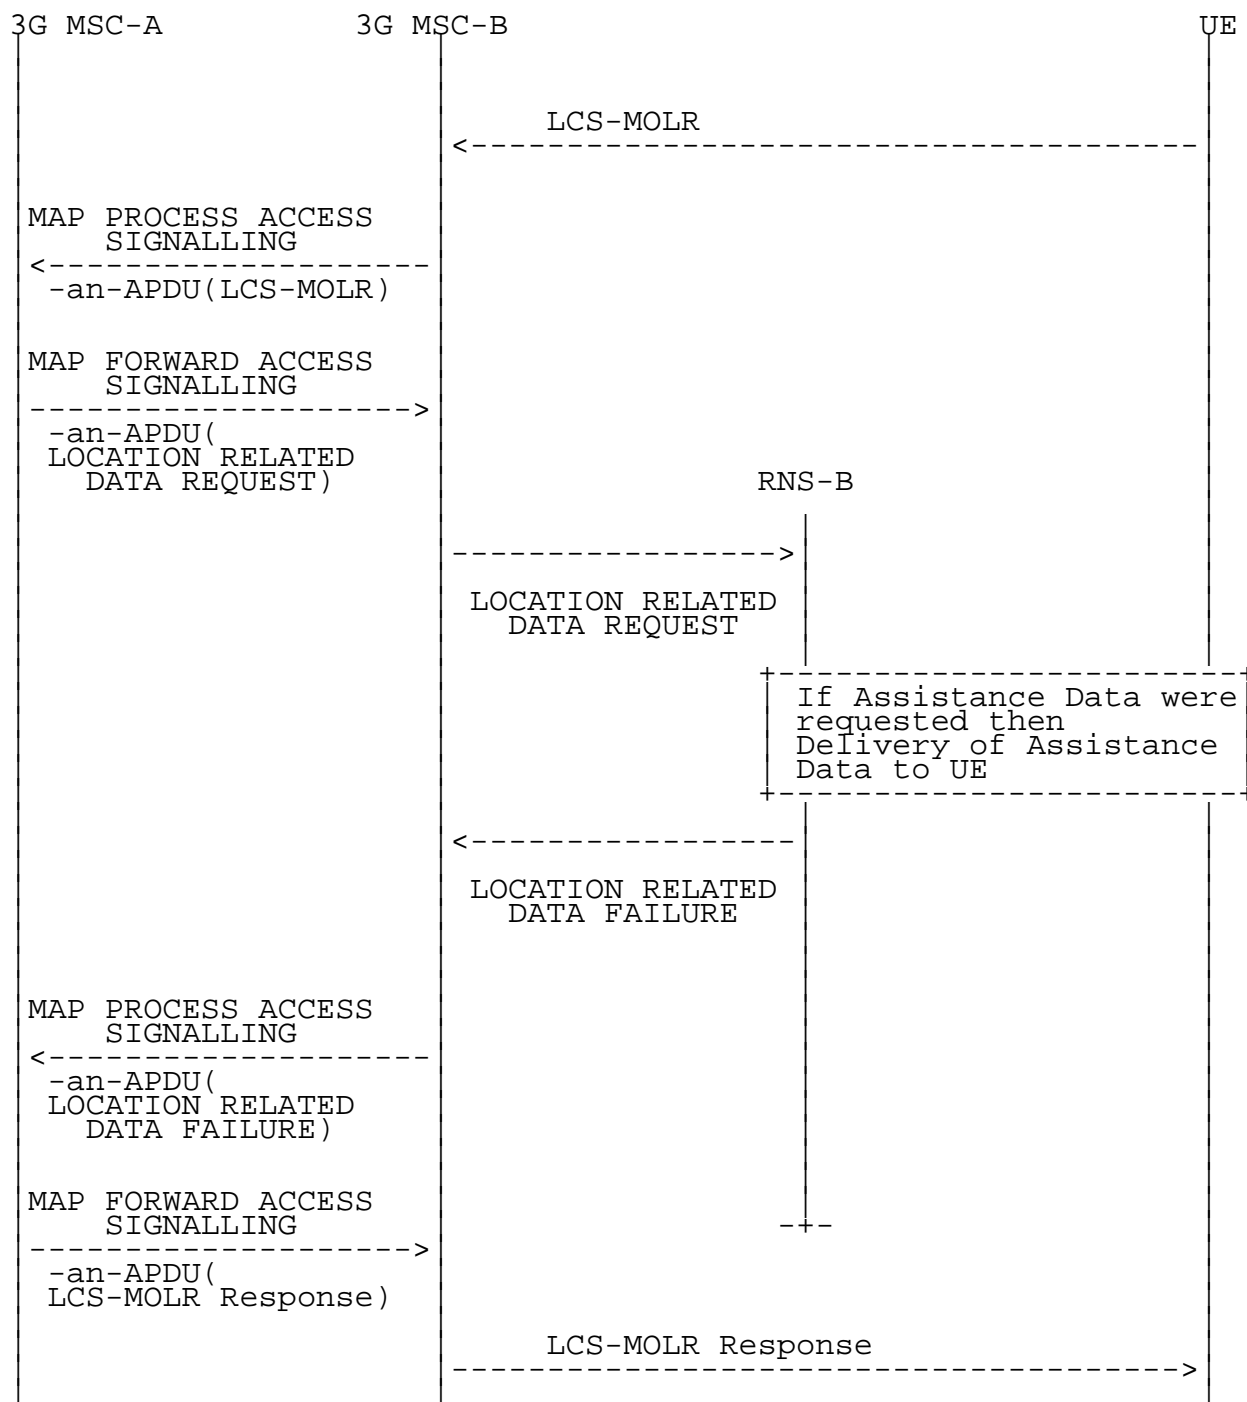 3G MSC-A 3G MSC-B UE
LCS-MOLR
<--------------------------------------
MAP PROCESS ACCESS
SIGNALLING
<--------------------
-an-APDU(LCS-MOLR)
MAP FORWARD ACCESS
SIGNALLING
-------------------->
-an-APDU(
LOCATION RELATED
DATA REQUEST)
RNS-B
----------------->
LOCATION RELATED
DATA REQUEST
+------------------------+
If Assistance Data were
requested then
Delivery of Assistance
Data to UE
+------------------------+
<-----------------
LOCATION RELATED
DATA FAILURE
MAP PROCESS ACCESS
SIGNALLING
<--------------------
-an-APDU(
LOCATION RELATED
DATA FAILURE)
MAP FORWARD ACCESS
SIGNALLING
-+-
-------------------->
-an-APDU(
LCS-MOLR Response)
LCS-MOLR Response
-------------------------------------->